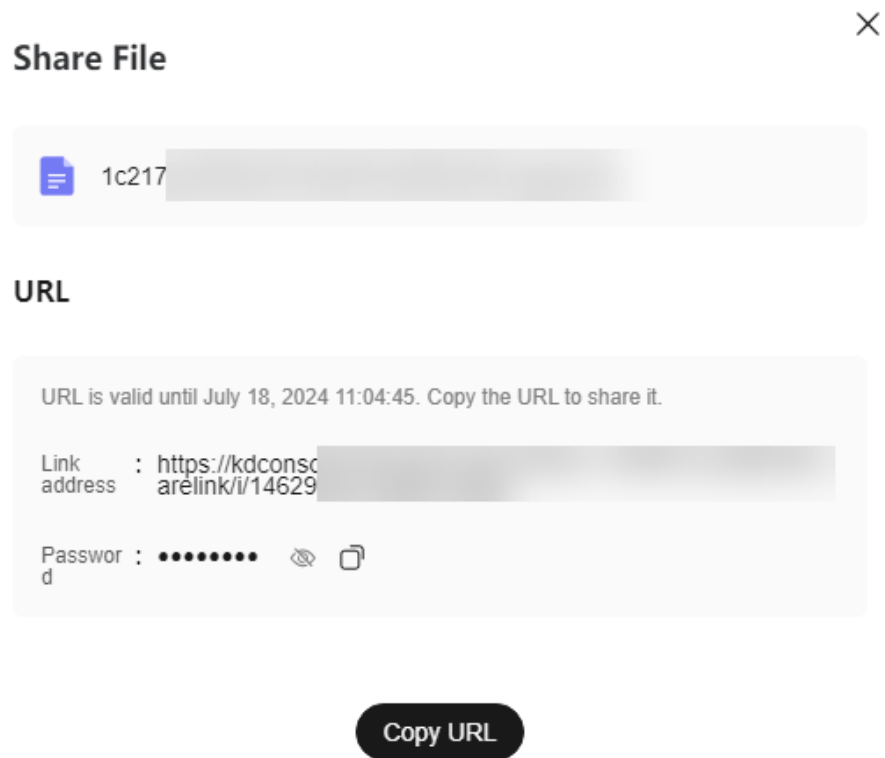 Share File
1c217
URL
URL is valid until July 18, 2024 11:04:45. Copy the URL to share it.
Link : https://kdconsc
address arelink/i/14629
Passwor : ••••••••
d
Copy URL